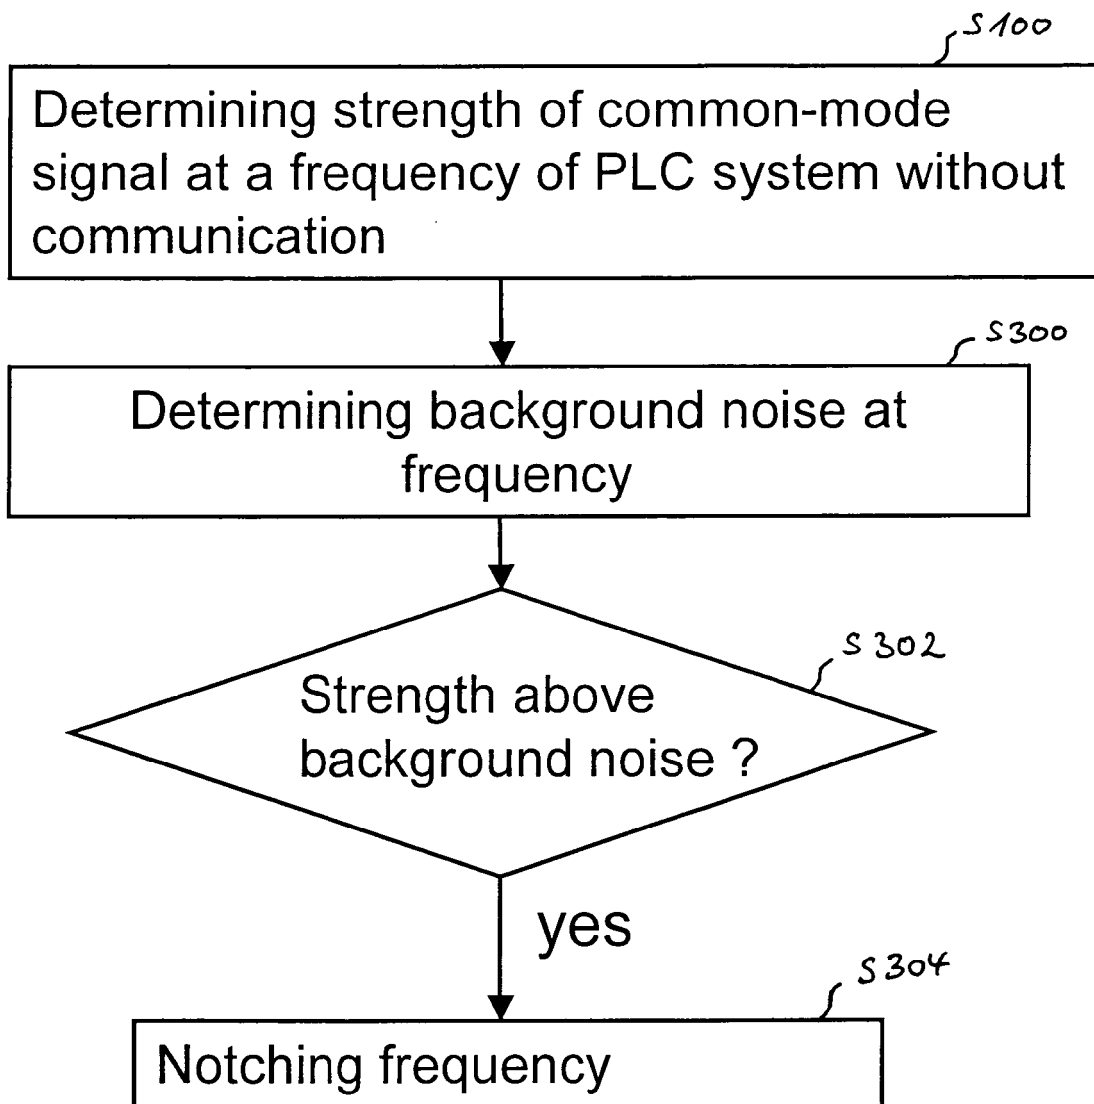 S100
Determining strength of common-mode
signal at a frequency of PLC system without
communication
S300
Determining background noise at
frequency
S302
Strength above
background noise ?
yes
S304
Notching frequency